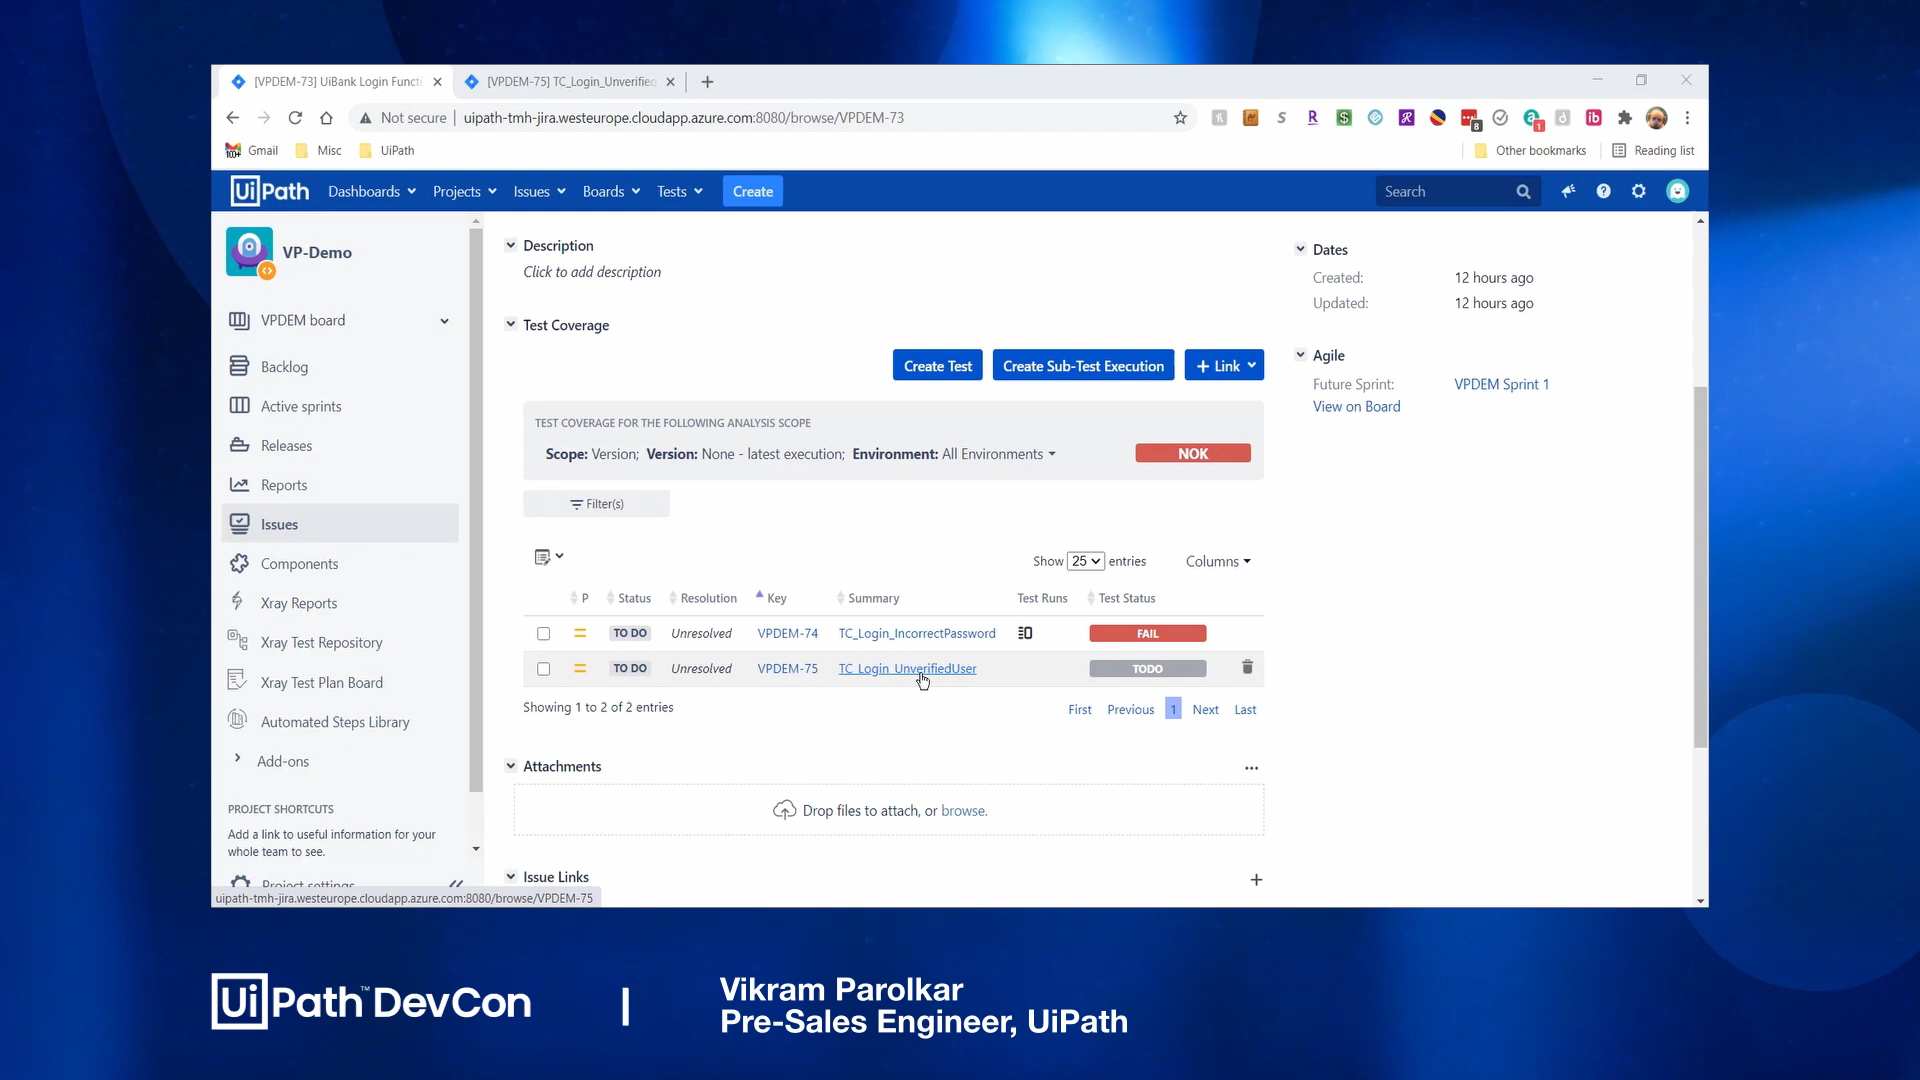 [VPDEM-73] UiBank Login Functi
[VPDEM-75] TC_Login_Unverified
Not secure | uipath-tmh-jira.westeurope.cloudapp.azure.com:8080/browse/VPDEM-73
Gmail Misc UiPath Other bookmarks Reading list
UiPath Dashboards Projects Issues Boards Tests Create Search
VP-Demo
VPDEM board
Backlog
Active sprints
Releases
Reports
Issues
Components
Xray Reports
Xray Test Repository
Xray Test Plan Board
Automated Steps Library
Add-ons
PROJECT SHORTCUTS
Add a link to useful information for your
whole team to see.
Project settings
uipath-tmh-jira.westeurope.cloudapp.azure.com:8080/browse/VPDEM-75
Description
Click to add description
Test Coverage
Create Test Create Sub-Test Execution + Link
TEST COVERAGE FOR THE FOLLOWING ANALYSIS SCOPE
Scope: Version; Version: None - latest execution; Environment: All Environments NOK
Filter(s)
Show 25 entries Columns
P Status Resolution Key Summary Test Runs Test Status
TO DO Unresolved VPDEM-74 TC_Login_IncorrectPassword FAIL
TO DO Unresolved VPDEM-75 TC_Login_UnverifiedUser TODO
Showing 1 to 2 of 2 entries First Previous 1 Next Last
Attachments
Drop files to attach, or browse.
Issue Links
Dates
Created: 12 hours ago
Updated: 12 hours ago
Agile
Future Sprint: VPDEM Sprint 1
View on Board
UiPath™ DevCon
Vikram Parolkar
Pre-Sales Engineer, UiPath